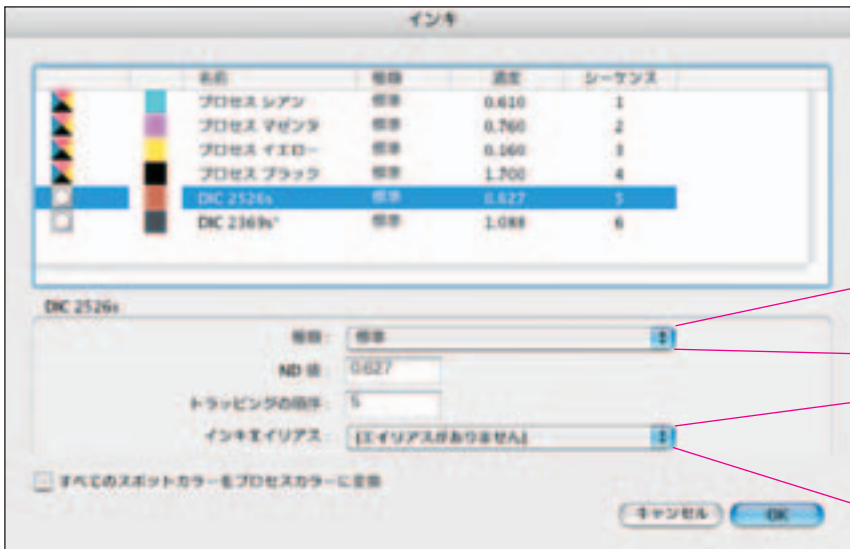 インキ
名前 種類 濃度 シーケンス
プロセス シアン 標準 0.610 1
プロセス マゼンタ 標準 0.760 2
プロセス イエロー 標準 0.160 3
プロセス ブラック 標準 1.700 4
DIC 2526s 標準 0.627 5
DIC 2369s* 標準 1.088 6
DIC 2526s
種類: 標準
ND 値: 0.627
トラッピングの順序: 5
インキエイリアス: [エイリアスがありません]
すべてのスポットカラーをプロセスカラーに変換
キャンセル OK